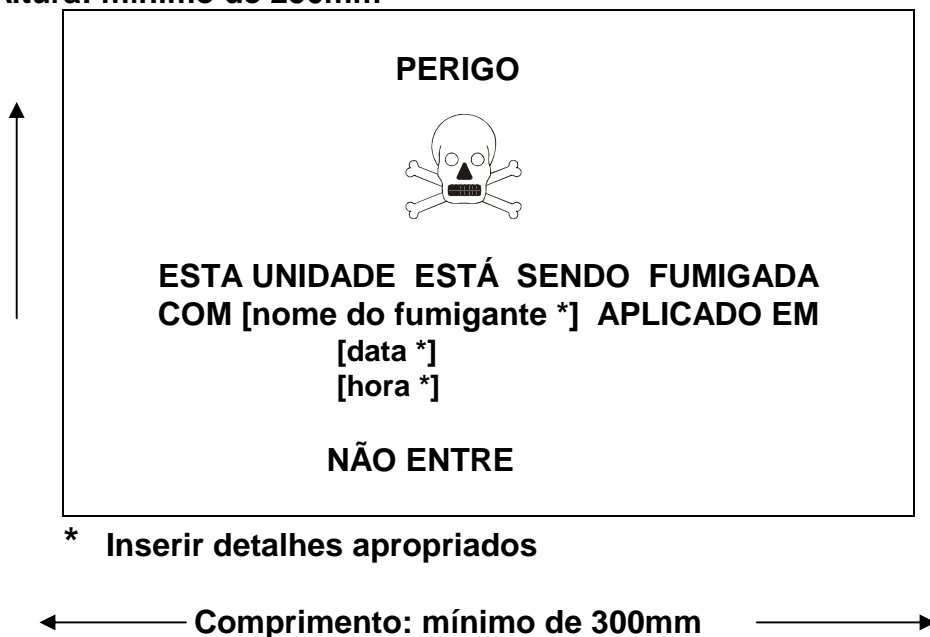 PERIGO
ESTA UNIDADE ESTÁ SENDO FUMIGADA
COM [nome do fumigante *] APLICADO EM
[data *]
[hora *]
NÃO ENTRE
* Inserir detalhes apropriados
Comprimento: mínimo de 300mm